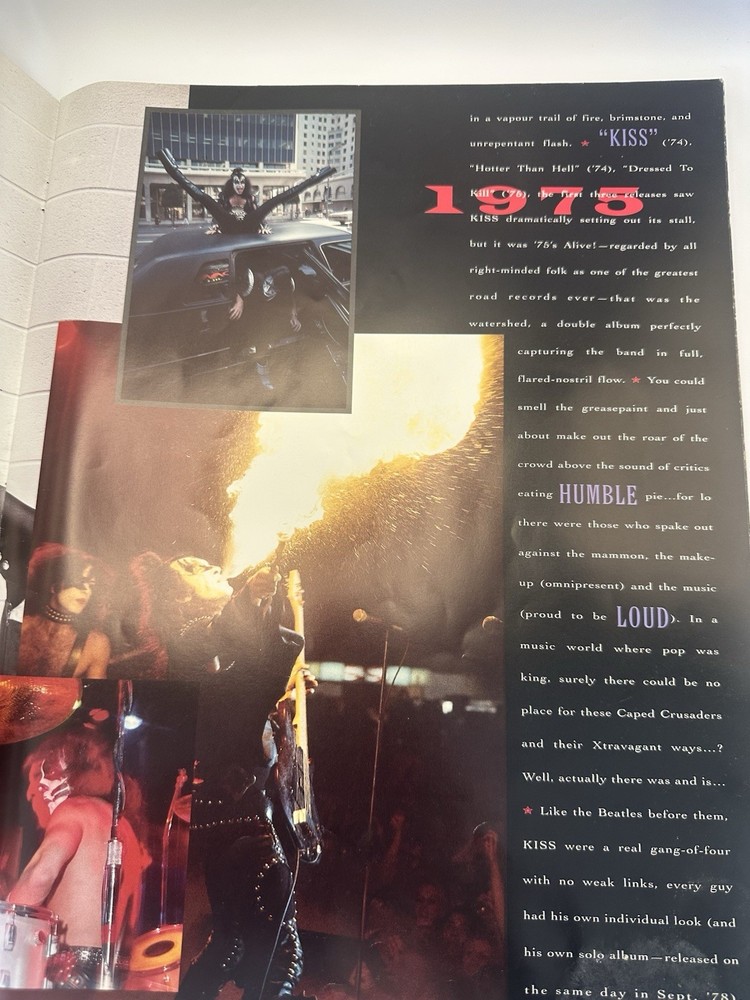 in a vapour trail of fire, brimstone, and
unrepentant flash. ★ “KISS” (’74),
“Hotter Than Hell” (’74), “Dressed To
Kill” (’75), the first three releases saw
1975
KISS dramatically setting out its stall,
but it was ’75’s Alive!—regarded by all
right-minded folk as one of the greatest
road records ever—that was the
watershed, a double album perfectly
capturing the band in full,
flared-nostril flow. ★ You could
smell the greasepaint and just
about make out the roar of the
crowd above the sound of critics
eating HUMBLE pie...for lo
there were those who spake out
against the mammon, the make-
up (omnipresent) and the music
(proud to be LOUD). In a
music world where pop was
king, surely there could be no
place for these Caped Crusaders
and their Xtravagant ways...?
Well, actually there was and is...
★ Like the Beatles before them,
KISS were a real gang-of-four
with no weak links, every guy
had his own individual look (and
his own solo album—released on
the same day in Sept. ’78)